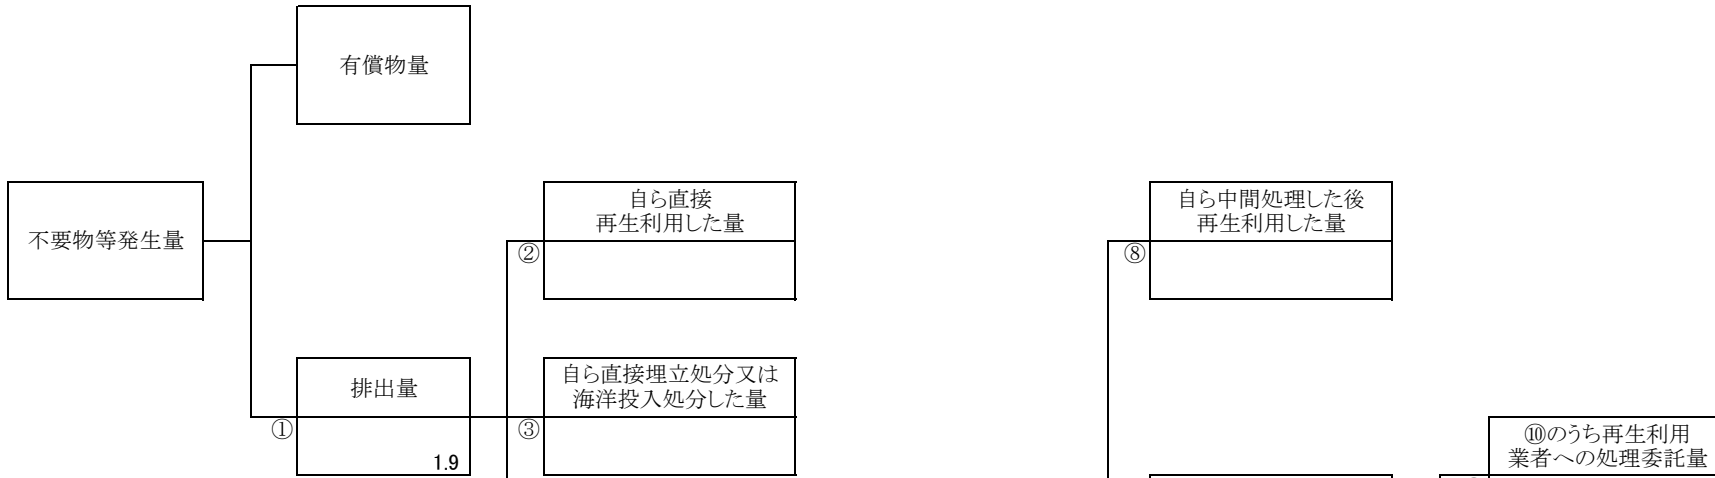 有償物量
不要物等発生量
自ら直接
再生利用した量
②
自ら中間処理した後
再生利用した量
⑧
排出量
①
1.9
自ら直接埋立処分又は
海洋投入処分した量
③
⑩のうち再生利用
業者への処理委託量